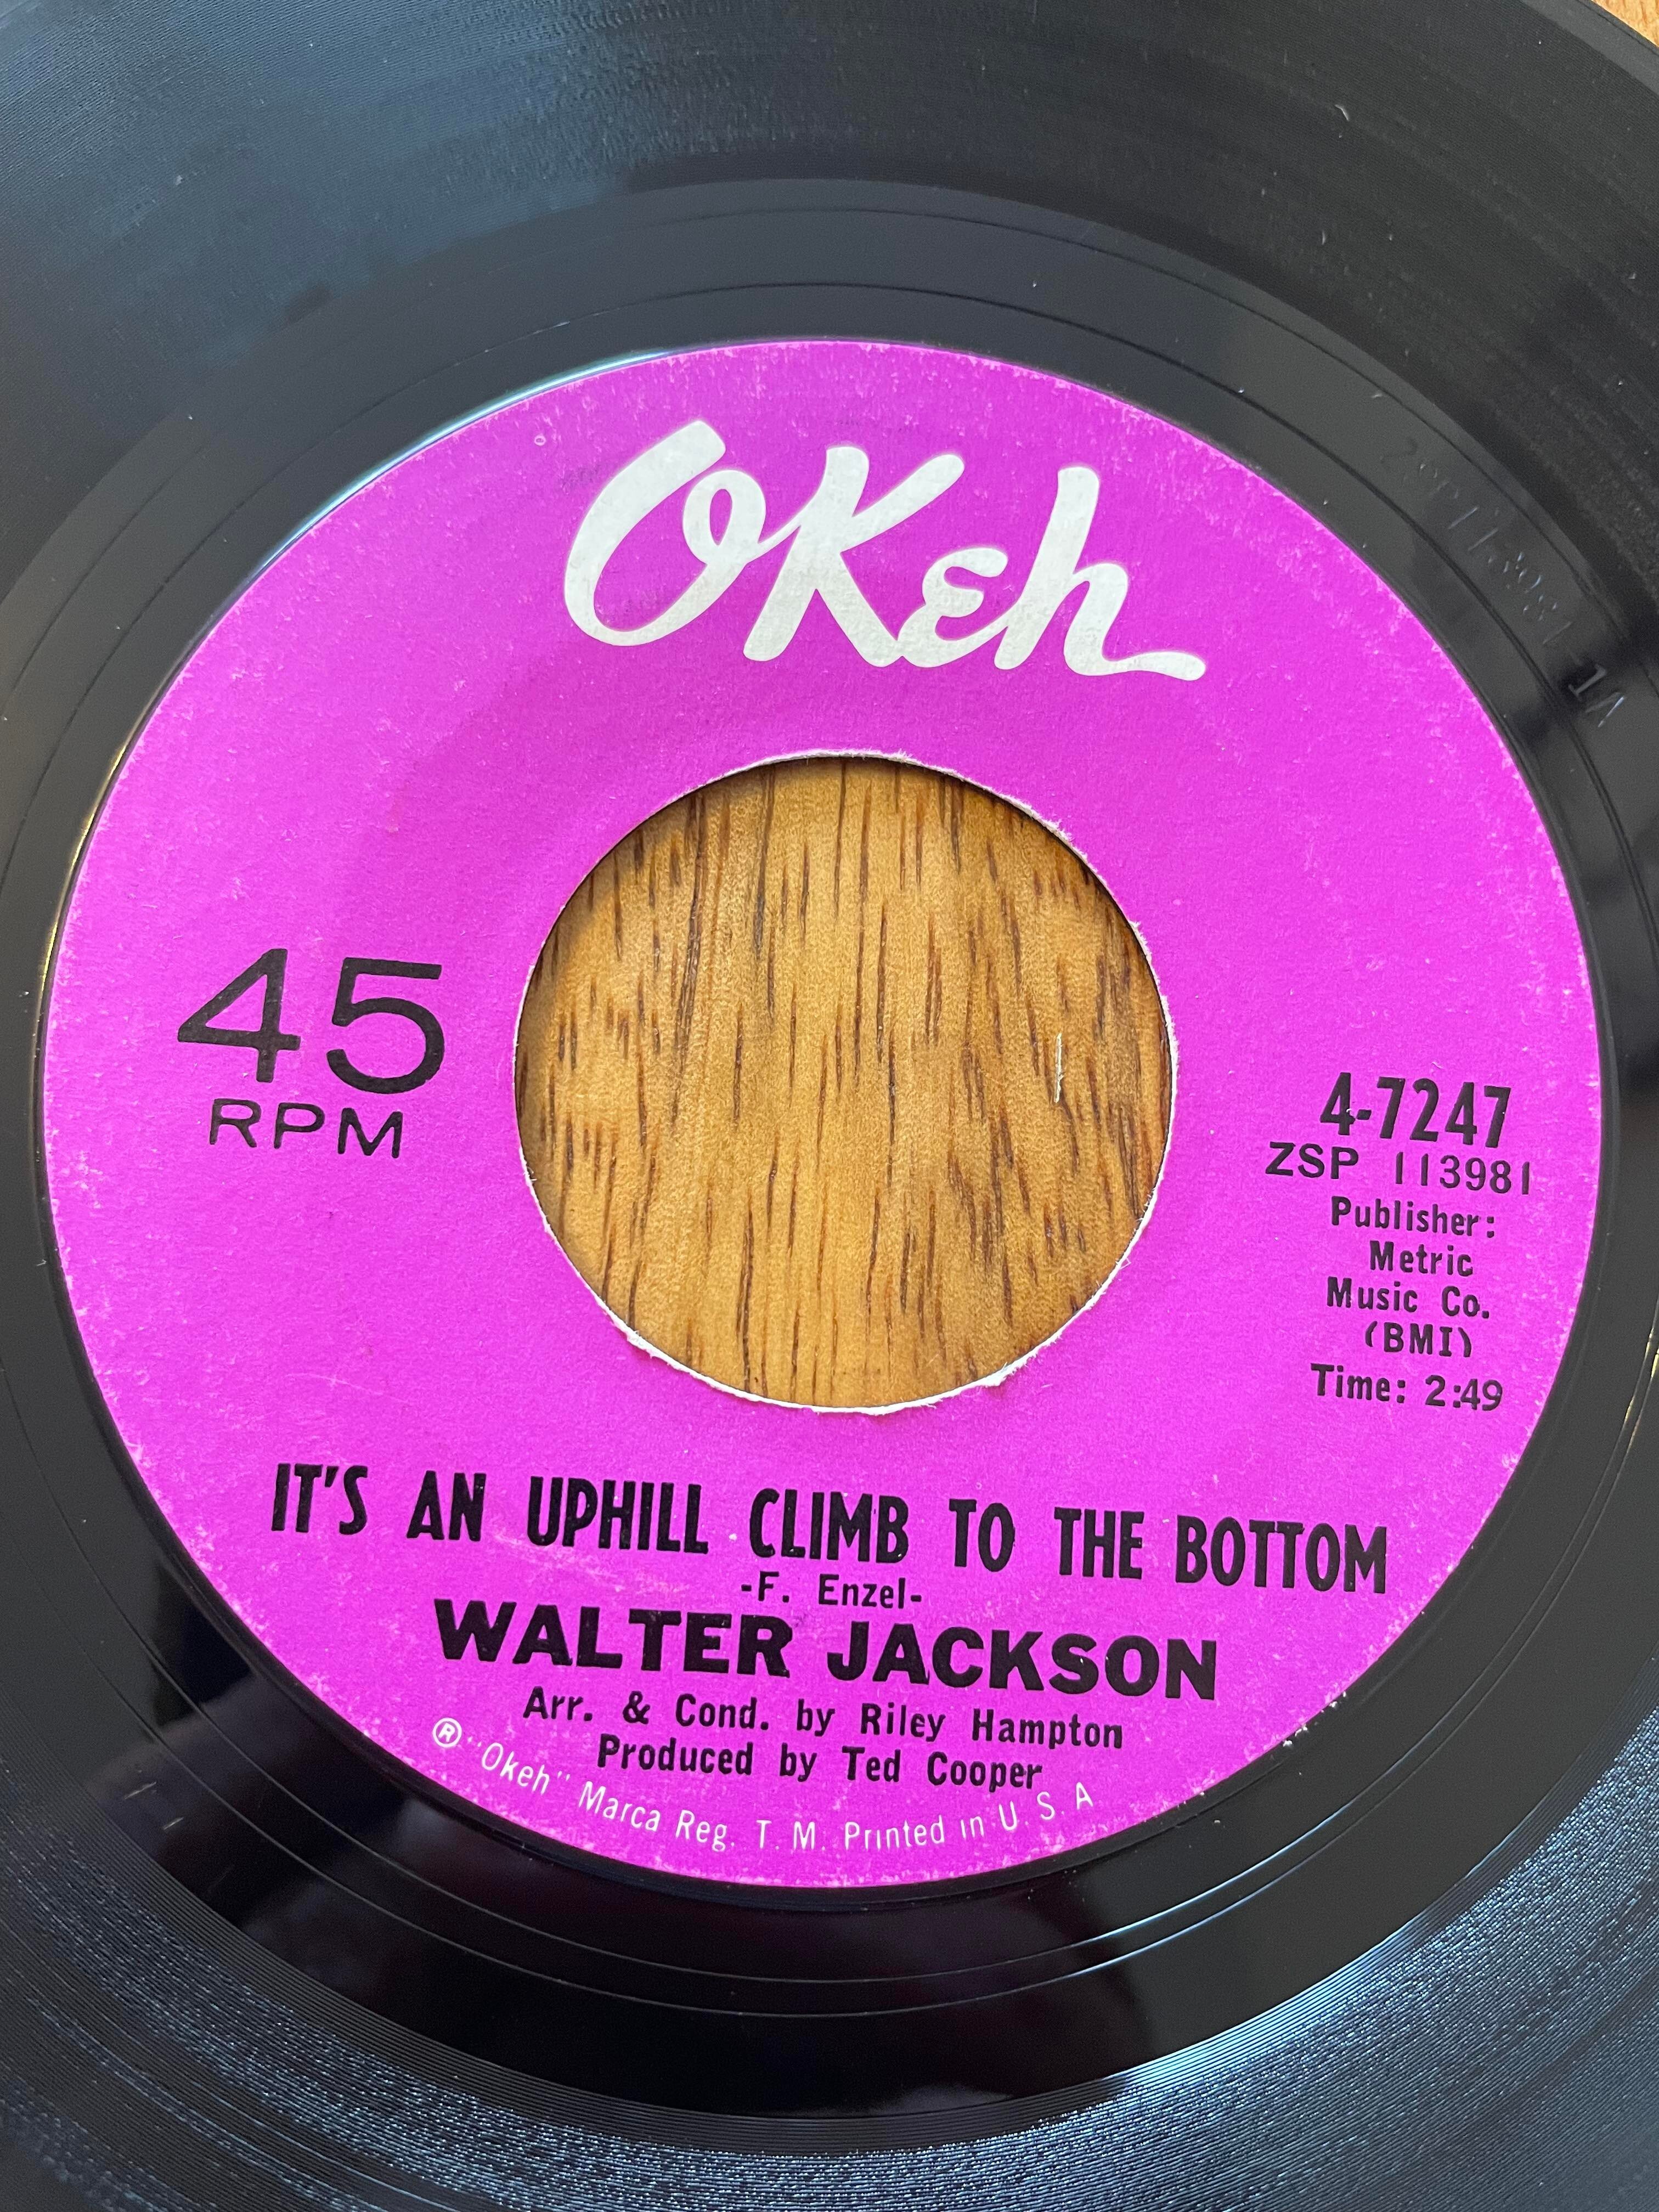 OKeh
45
RPM
4-7247
ZSP 113981
Publisher:
Metric
Music Co.
(BMI)
Time: 2:49
IT'S AN UPHILL CLIMB TO THE BOTTOM
-F. Enzel-
WALTER JACKSON
Arr. & Cond. by Riley Hampton
Produced by Ted Cooper
® "Okeh" Marca Reg. T. M. Printed in U. S. A
1A